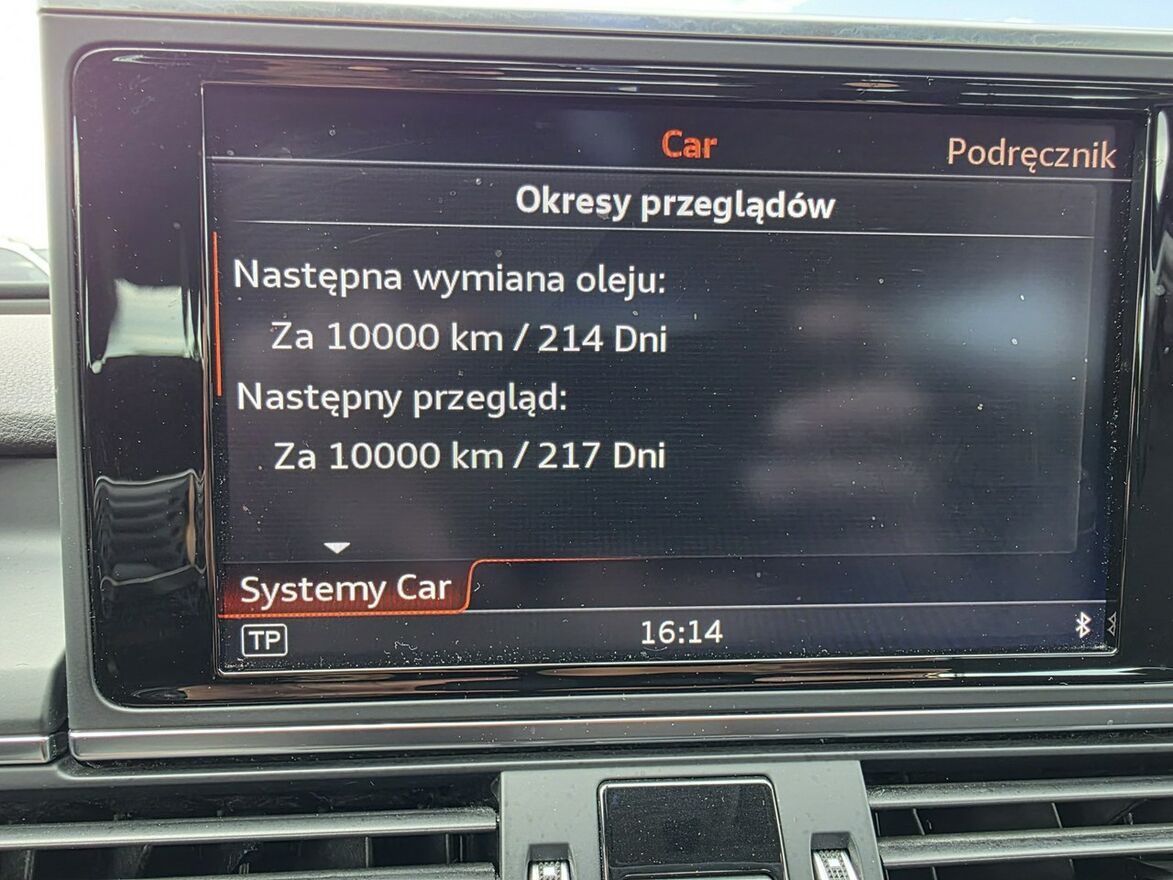 Car
Podręcznik
Okresy przeglądów
Następna wymiana oleju:
Za 10000 km / 214 Dni
Następny przegląd:
Za 10000 km / 217 Dni
Systemy Car
TP
16:14